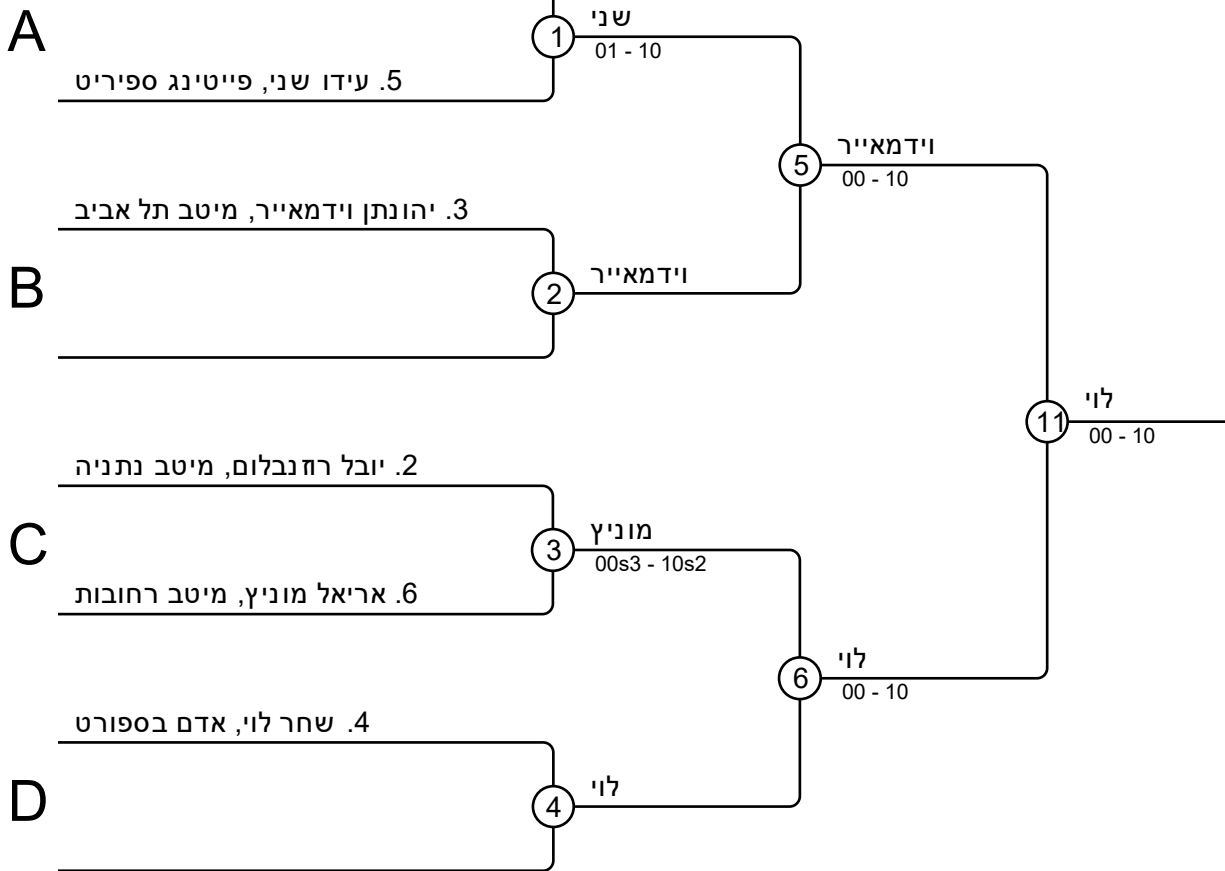 A
1
שני
01 - 10
5. עידו שני, פייטינג ספיריט
5
וידמאייר
00 - 10
3. יהונתן וידמאייר, מיטב תל אביב
B
2
וידמאייר
11
לוי
00 - 10
2. יובל רוזנבלום, מיטב נתניה
C
3
מוניץ
00s3 - 10s2
6. אריאל מוניץ, מיטב רחובות
6
לוי
00 - 10
4. שחר לוי, אדם בספורט
D
4
לוי